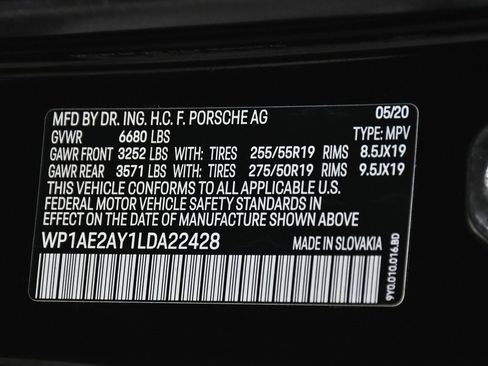 MFD BY DR. ING. H.C. F. PORSCHE AG 05/20
GVWR 6680 LBS TYPE: MPV
GAWR FRONT 3252 LBS WITH: TIRES 255/55R19 RIMS 8.5JX19
GAWR REAR 3571 LBS WITH: TIRES 275/50R19 RIMS 9.5JX19
THIS VEHICLE CONFORMS TO ALL APPLICABLE U.S.
FEDERAL MOTOR VEHICLE SAFETY STANDARDS IN
EFFECT ON THE DATE OF MANUFACTURE SHOWN ABOVE
WP1AE2AY1LDA22428 MADE IN SLOVAKIA
9Y0.010.016.BD